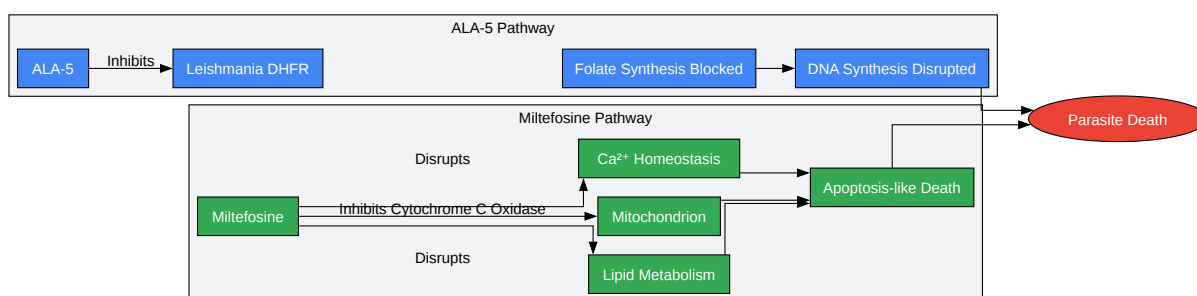 ALA-5 Pathway
ALA-5
Inhibits
Leishmania DHFR
Folate Synthesis Blocked
DNA Synthesis Disrupted
Parasite Death
Miltefosine Pathway
Disrupts
Ca²⁺ Homeostasis
Apoptosis-like Death
Miltefosine
Inhibits Cytochrome C Oxidase
Mitochondrion
Disrupts
Lipid Metabolism